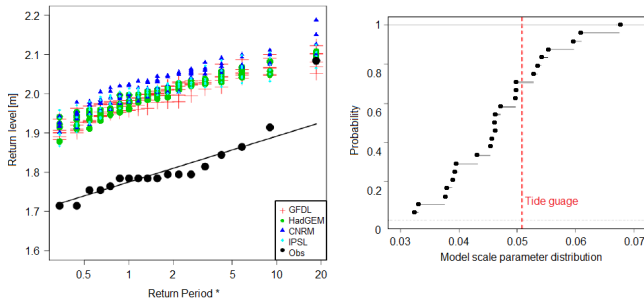 Return level [m]
2.2
2.1
2.0
1.9
1.8
1.7
1.6
GFDL
HadGEM
CNRM
IPSL
Obs
0.5
1
2
5
10
20
Return Period *
Probability
1
0.8
0.6
0.4
0.2
0
Tide guage
0.03
0.04
0.05
0.06
0.07
Model scale parameter distribution